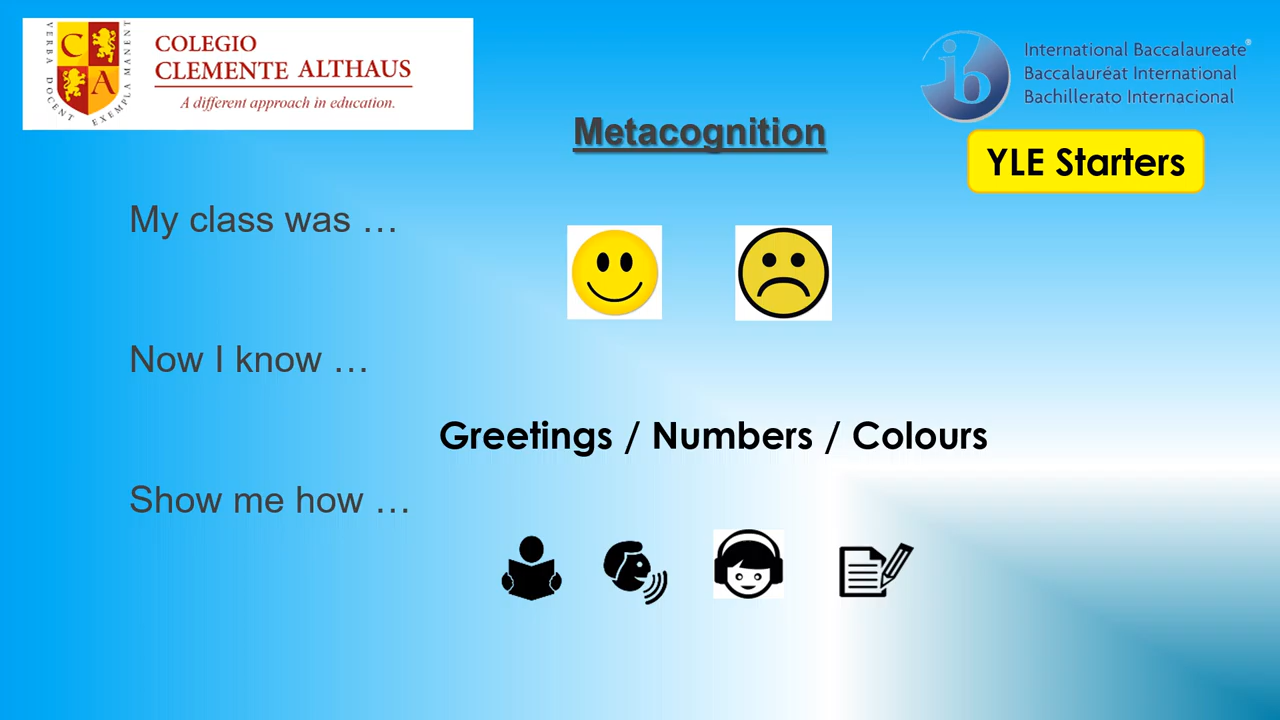 VERBA DOCENT EXEMPLA MANENT
C
A
COLEGIO
CLEMENTE ALTHAUS
A different approach in education.
ib
International Baccalaureate®
Baccalauréat International
Bachillerato Internacional
Metacognition
YLE Starters
My class was …
Now I know …
Greetings / Numbers / Colours
Show me how …